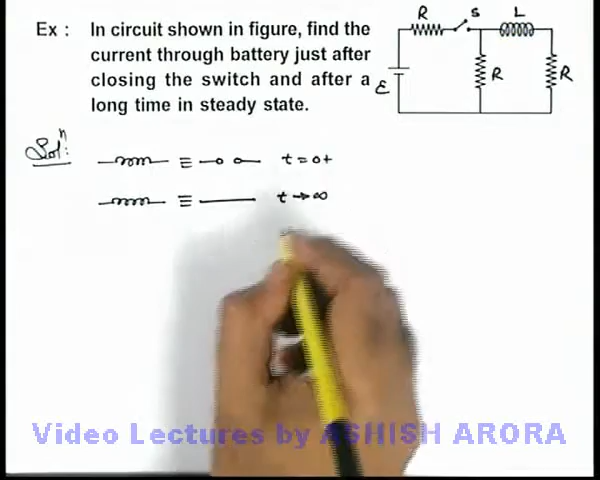 Ex : In circuit shown in figure, find the
current through battery just after
closing the switch and after a
long time in steady state.
R S L
R R
ε
Solⁿ:
≡ t = 0+
≡ t → ∞
Video Lectures by ASHISH ARORA